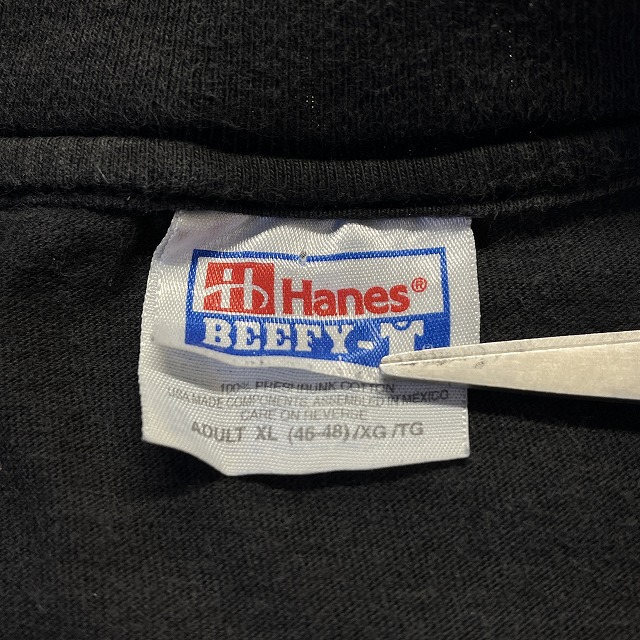 Hanes®
BEEFY-T
100% PRESHRUNK COTTON
USA MADE COMPONENTS ASSEMBLED IN MEXICO
CARE ON REVERSE
ADULT XL (46-48)/XG/TG